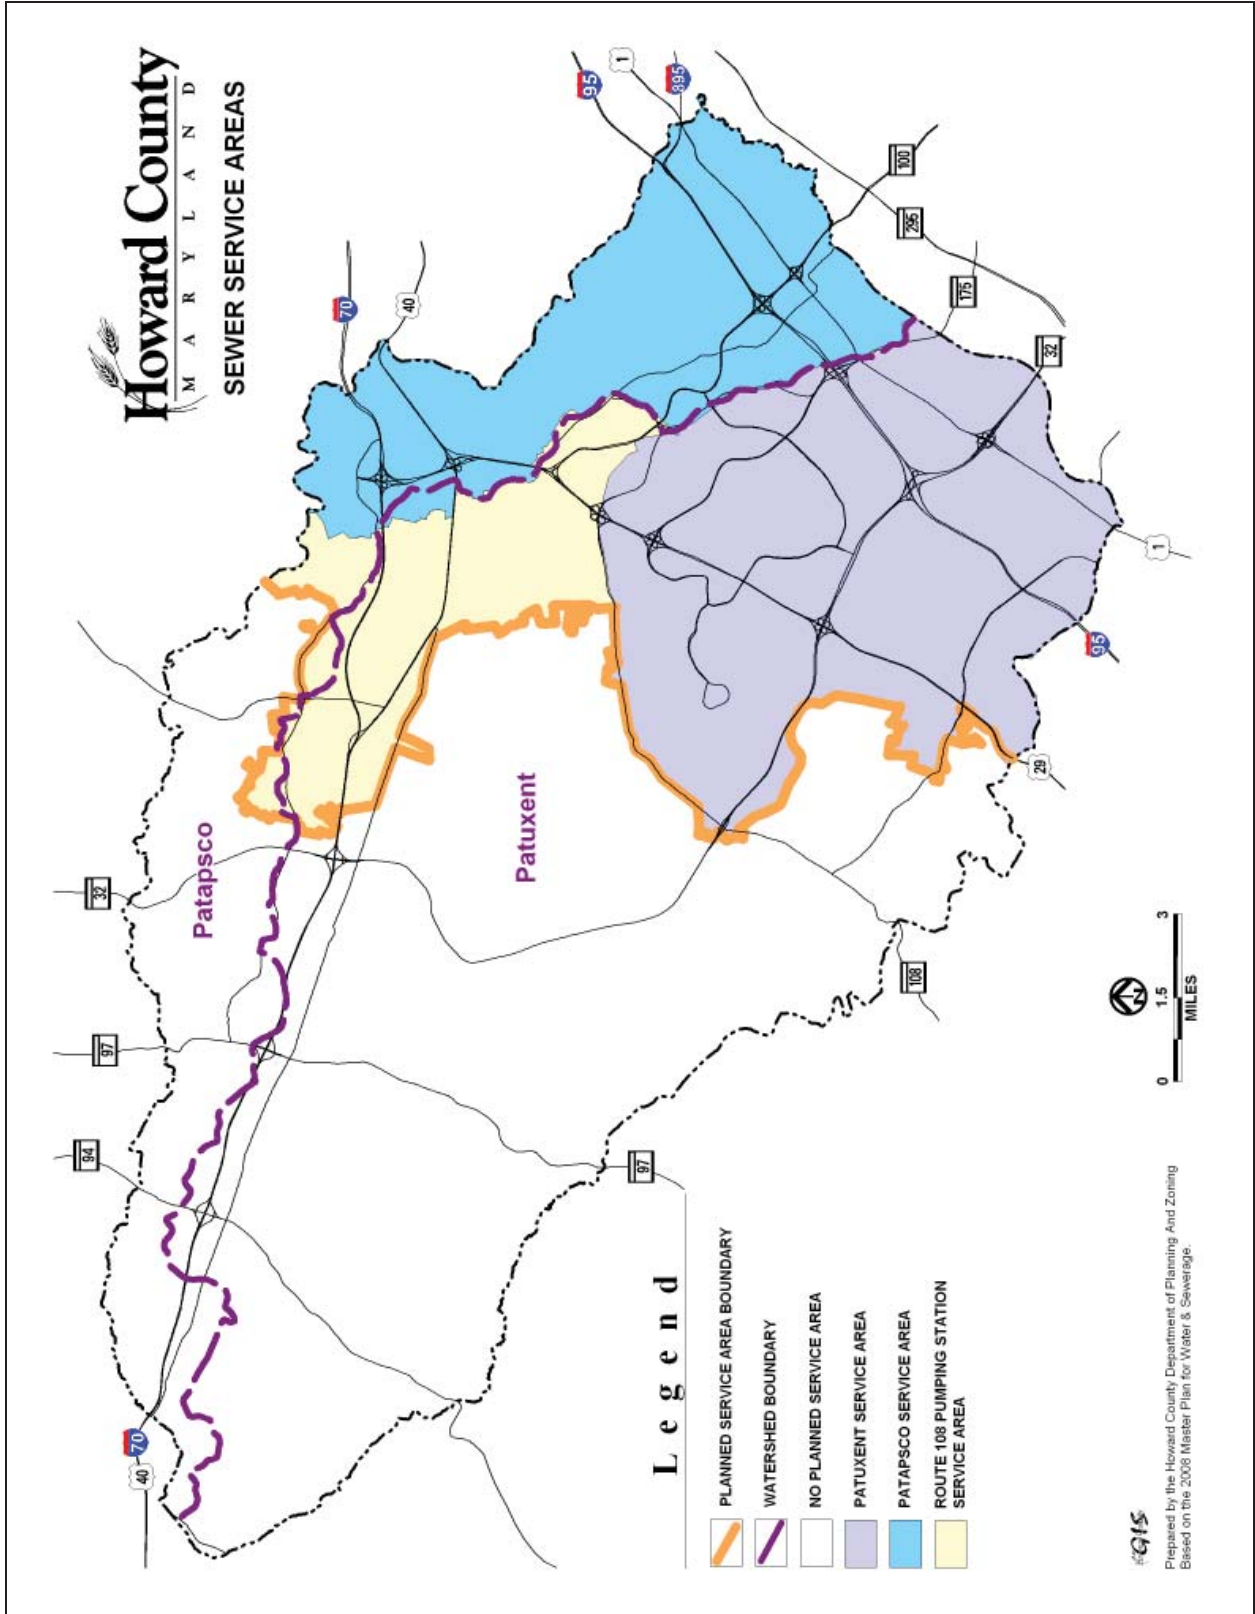 Howard County
MARYLAND
SEWER SERVICE AREAS
70
40
95
1
895
100
295
175
32
1
95
29
108
32
97
94
97
70
40
Patapsco
Patuxent
Legend
PLANNED SERVICE AREA BOUNDARY
WATERSHED BOUNDARY
NO PLANNED SERVICE AREA
PATUXENT SERVICE AREA
PATAPSCO SERVICE AREA
ROUTE 108 PUMPING STATION
SERVICE AREA
N
0 1.5 3
MILES
GIS
Prepared by the Howard County Department of Planning And Zoning
Based on the 2008 Master Plan for Water & Sewerage.